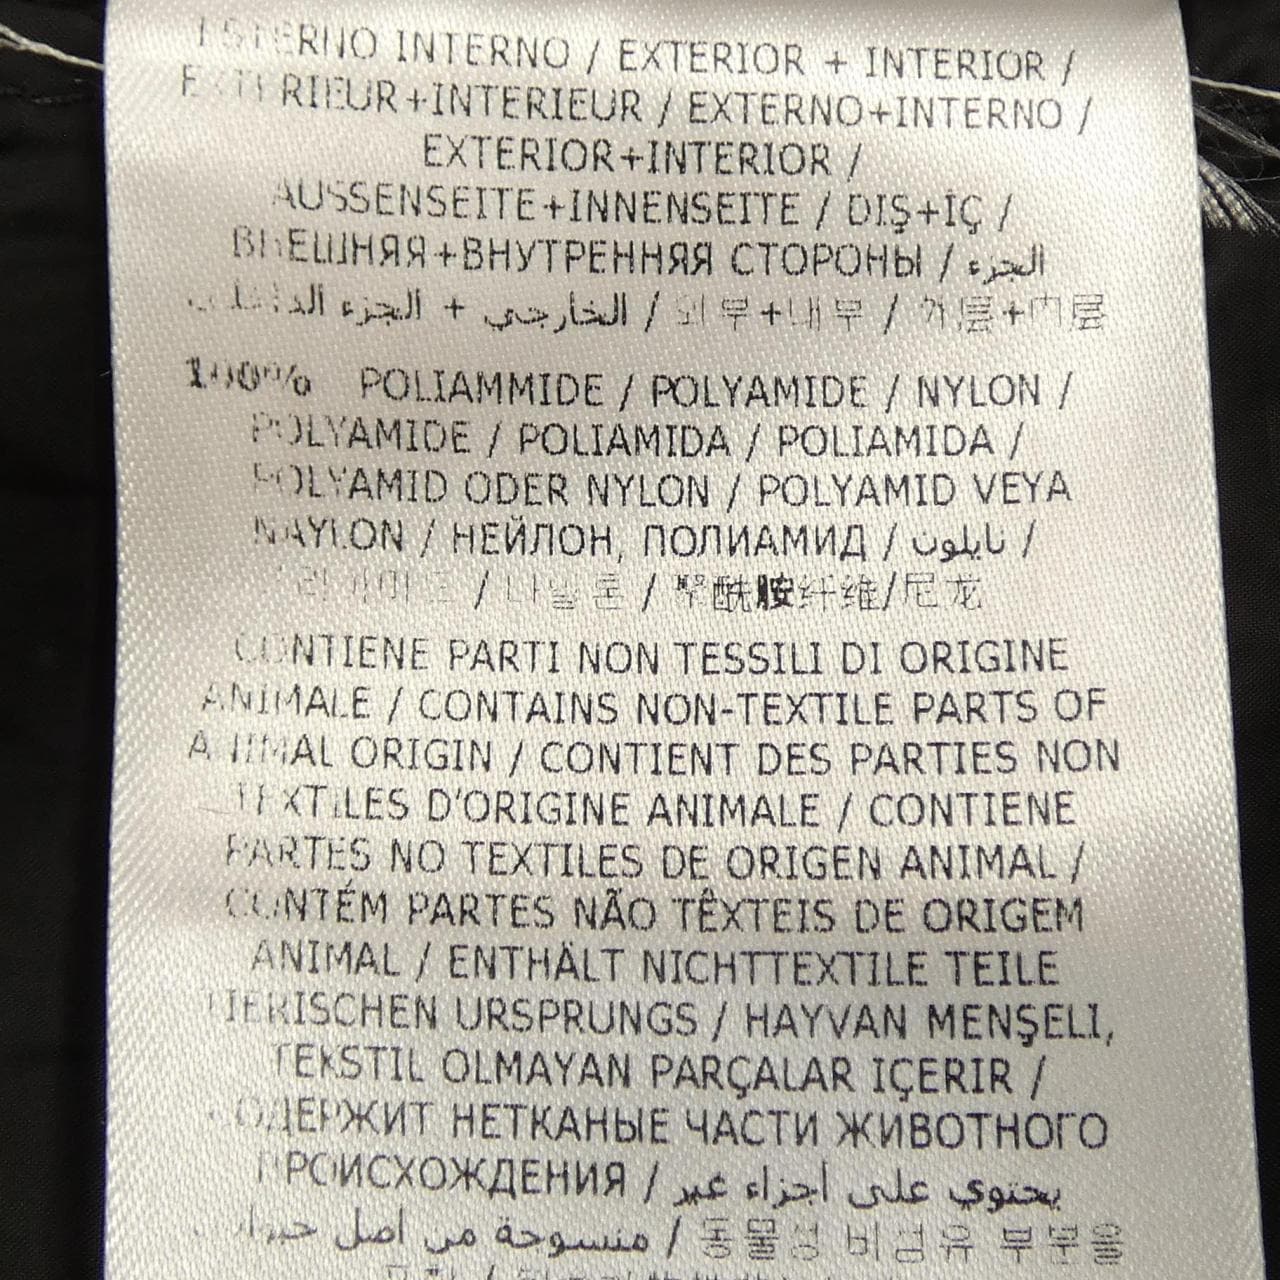 ESTERNO INTERNO / EXTERIOR + INTERIOR /
EXTERIEUR+INTERIEUR / EXTERNO+INTERNO /
EXTERIOR+INTERIOR /
AUSSENSEITE+INNENSEITE / DIŞ+İÇ /
ВНЕШНЯЯ+ВНУТРЕННЯЯ СТОРОНЫ / الجزء
الخارجي + الجزء الداخلي / 외부+내부 / 外層+内層
100% POLIAMMIDE / POLYAMIDE / NYLON /
POLYAMIDE / POLIAMIDA / POLIAMIDA /
POLYAMID ODER NYLON / POLYAMID VEYA
NAYLON / НЕЙЛОН, ПОЛИАМИД / نايلون /
/ 나일론 / 聚酰胺纤维/尼龙
CONTIENE PARTI NON TESSILI DI ORIGINE
ANIMALE / CONTAINS NON-TEXTILE PARTS OF
ANIMAL ORIGIN / CONTIENT DES PARTIES NON
TEXTILES D'ORIGINE ANIMALE / CONTIENE
PARTES NO TEXTILES DE ORIGEN ANIMAL /
CONTÉM PARTES NÃO TÊXTEIS DE ORIGEM
ANIMAL / ENTHÄLT NICHTTEXTILE TEILE
TIERISCHEN URSPRUNGS / HAYVAN MENŞELI,
TEKSTIL OLMAYAN PARÇALAR IÇERIR /
СОДЕРЖИТ НЕТКАНЫЕ ЧАСТИ ЖИВОТНОГО
ПРОИСХОЖДЕНИЯ / يحتوي على أجزاء غير
منسوجة من أصل / 동물성 비섬유 부분을